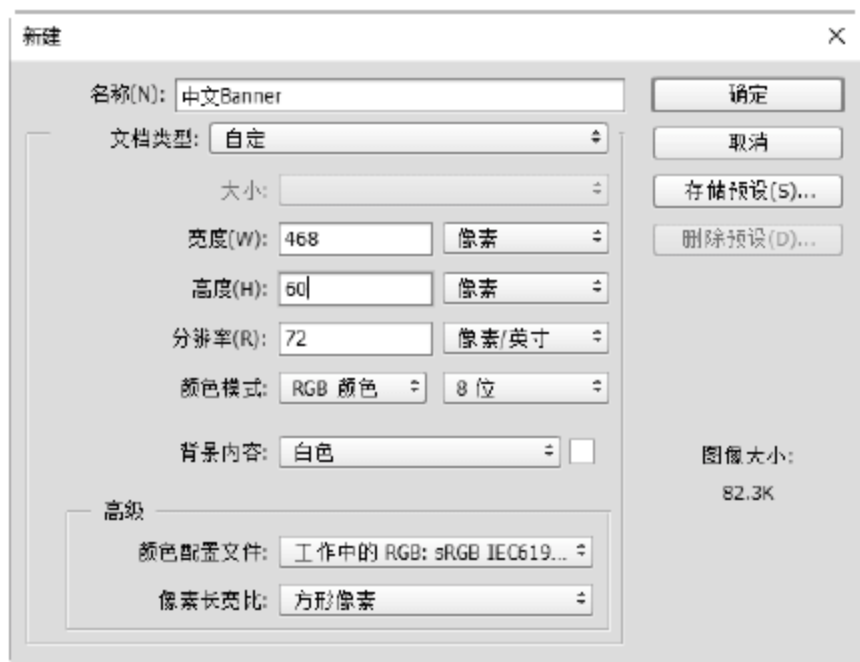 新建
名称(N): 中文Banner 确定
文档类型: 自定 取消
大小: 存储预设(S)...
宽度(W): 468 像素 删除预设(D)...
高度(H): 60 像素
分辨率(R): 72 像素/英寸
颜色模式: RGB 颜色 8 位
背景内容: 白色 图像大小:
82.3K
高级
颜色配置文件: 工作中的 RGB: sRGB IEC619...
像素长宽比: 方形像素